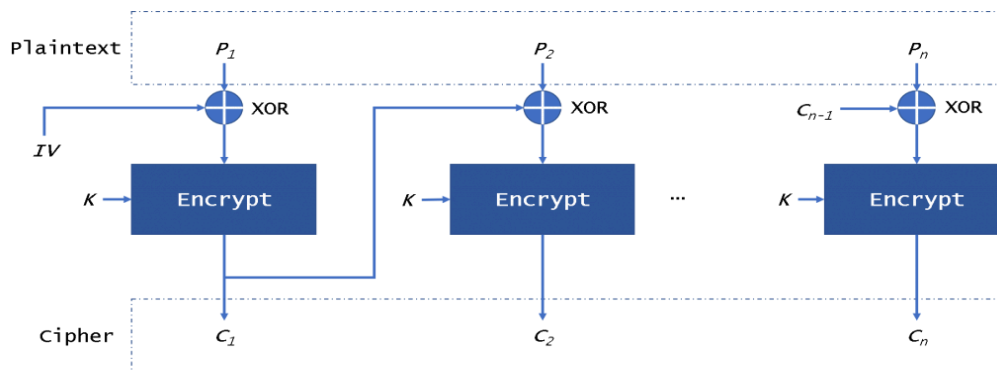 Plaintext P₁ P₂ Pₙ
XOR XOR Cₙ₋₁ XOR
IV
K Encrypt K Encrypt ... K Encrypt
Cipher C₁ C₂ Cₙ